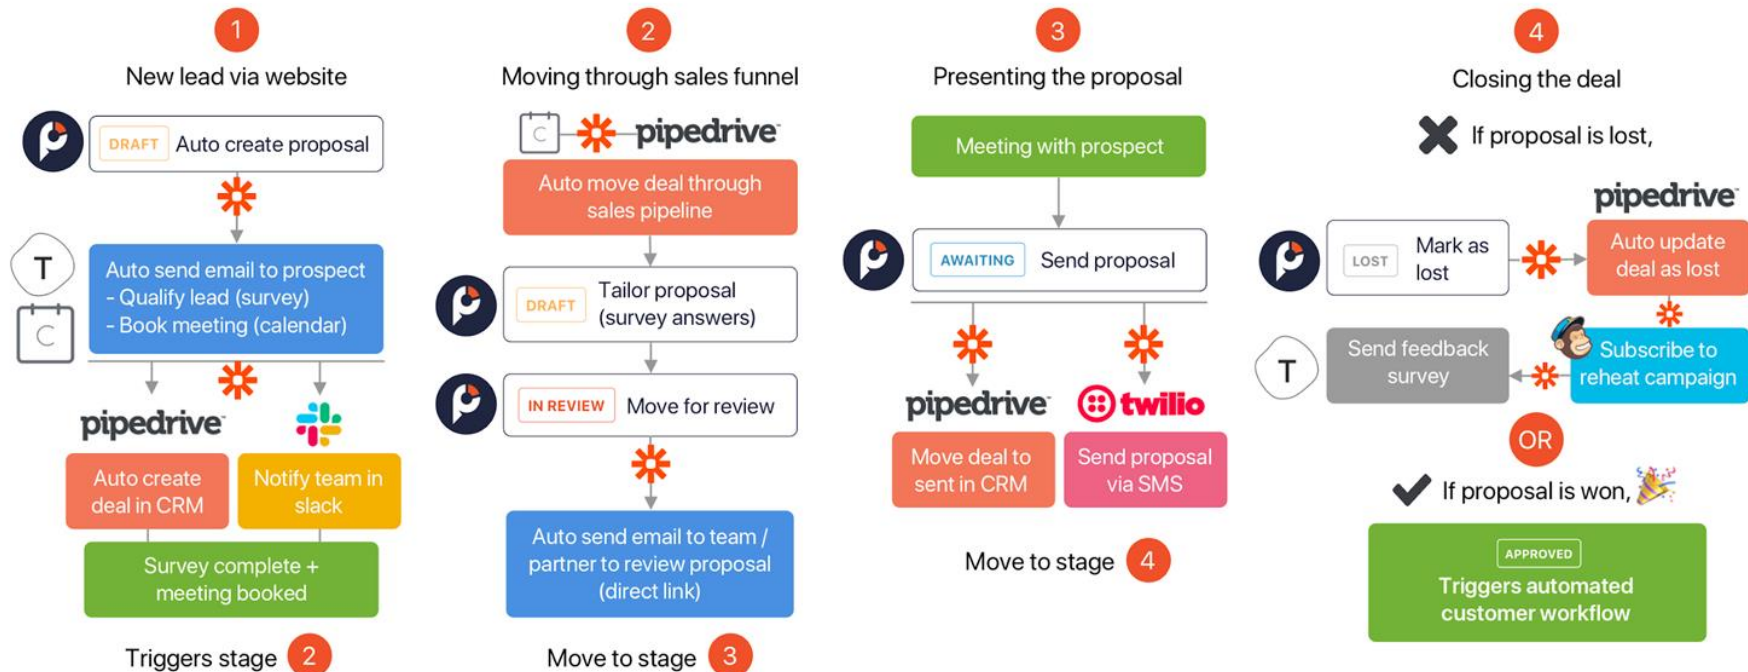 1
New lead via website
DRAFT Auto create proposal
T
Auto send email to prospect
- Qualify lead (survey)
- Book meeting (calendar)
C
pipedrive™
Auto create
deal in CRM
Notify team in
slack
Survey complete +
meeting booked
Triggers stage 2
2
Moving through sales funnel
C pipedrive™
Auto move deal through
sales pipeline
DRAFT Tailor proposal
(survey answers)
IN REVIEW Move for review
Auto send email to team /
partner to review proposal
(direct link)
Move to stage 3
3
Presenting the proposal
Meeting with prospect
AWAITING Send proposal
pipedrive™
twilio
Move deal to
sent in CRM
Send proposal
via SMS
Move to stage 4
4
Closing the deal
If proposal is lost,
pipedrive™
LOST Mark as
lost
Auto update
deal as lost
Subscribe to
reheat campaign
Send feedback
survey
T
OR
If proposal is won,
APPROVED
Triggers automated
customer workflow